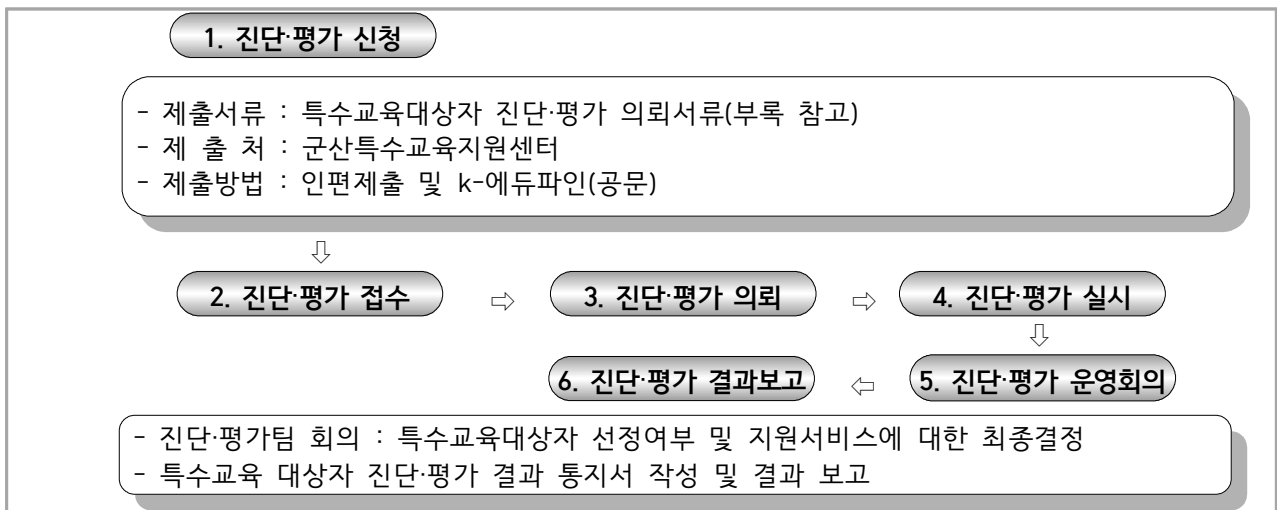 1. 진단·평가 신청
- 제출서류 : 특수교육대상자 진단·평가 의뢰서류(부록 참고)
- 제 출 처 : 군산특수교육지원센터
- 제출방법 : 인편제출 및 k-에듀파인(공문)
⇩
2. 진단·평가 접수 ⇨ 3. 진단·평가 의뢰 ⇨ 4. 진단·평가 실시
⇩
6. 진단·평가 결과보고 ⇦ 5. 진단·평가 운영회의
- 진단·평가팀 회의 : 특수교육대상자 선정여부 및 지원서비스에 대한 최종결정
- 특수교육 대상자 진단·평가 결과 통지서 작성 및 결과 보고